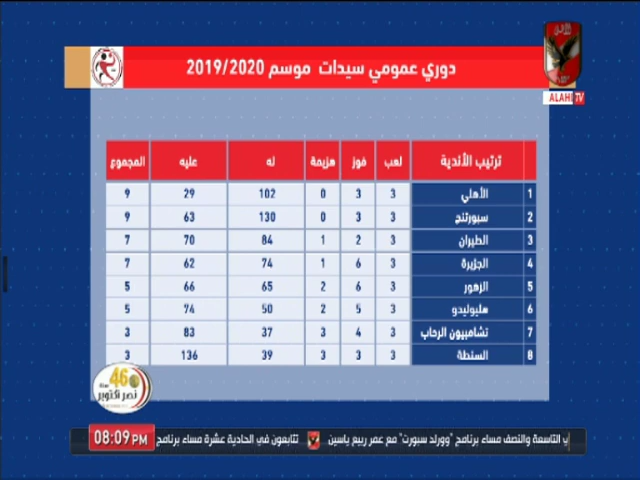 دوري عمومي سيدات موسم 2019/2020
ALAHLI TV
ترتيب الأندية لعب فوز هزيمة له عليه المجموع
1 الأهلي 3 3 0 102 29 9
2 سبورتنج 3 3 0 130 63 9
3 الطيران 3 2 1 84 70 7
4 الجزيرة 3 6 1 74 62 7
5 الزهور 3 6 2 65 66 5
6 هليوليدو 3 5 2 50 74 5
7 تشامبيون الرحاب 3 4 3 37 83 3
8 السنطة 3 3 3 39 136 3
46 سنة
نصر أكتوبر
ي التاسعة والنصف مساء برنامج "وورلد سبورت" مع عمر ربيع ياسين تتابعون في الحادية عشرة مساء برنامج
08:09 PM